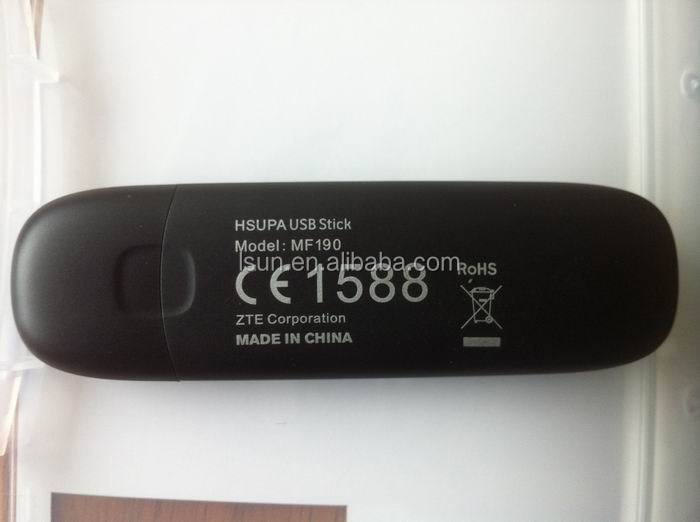 HSUPA USB Stick
Model: MF190
lsun.en.alibaba.com
CE1588
RoHS
ZTE Corporation
MADE IN CHINA